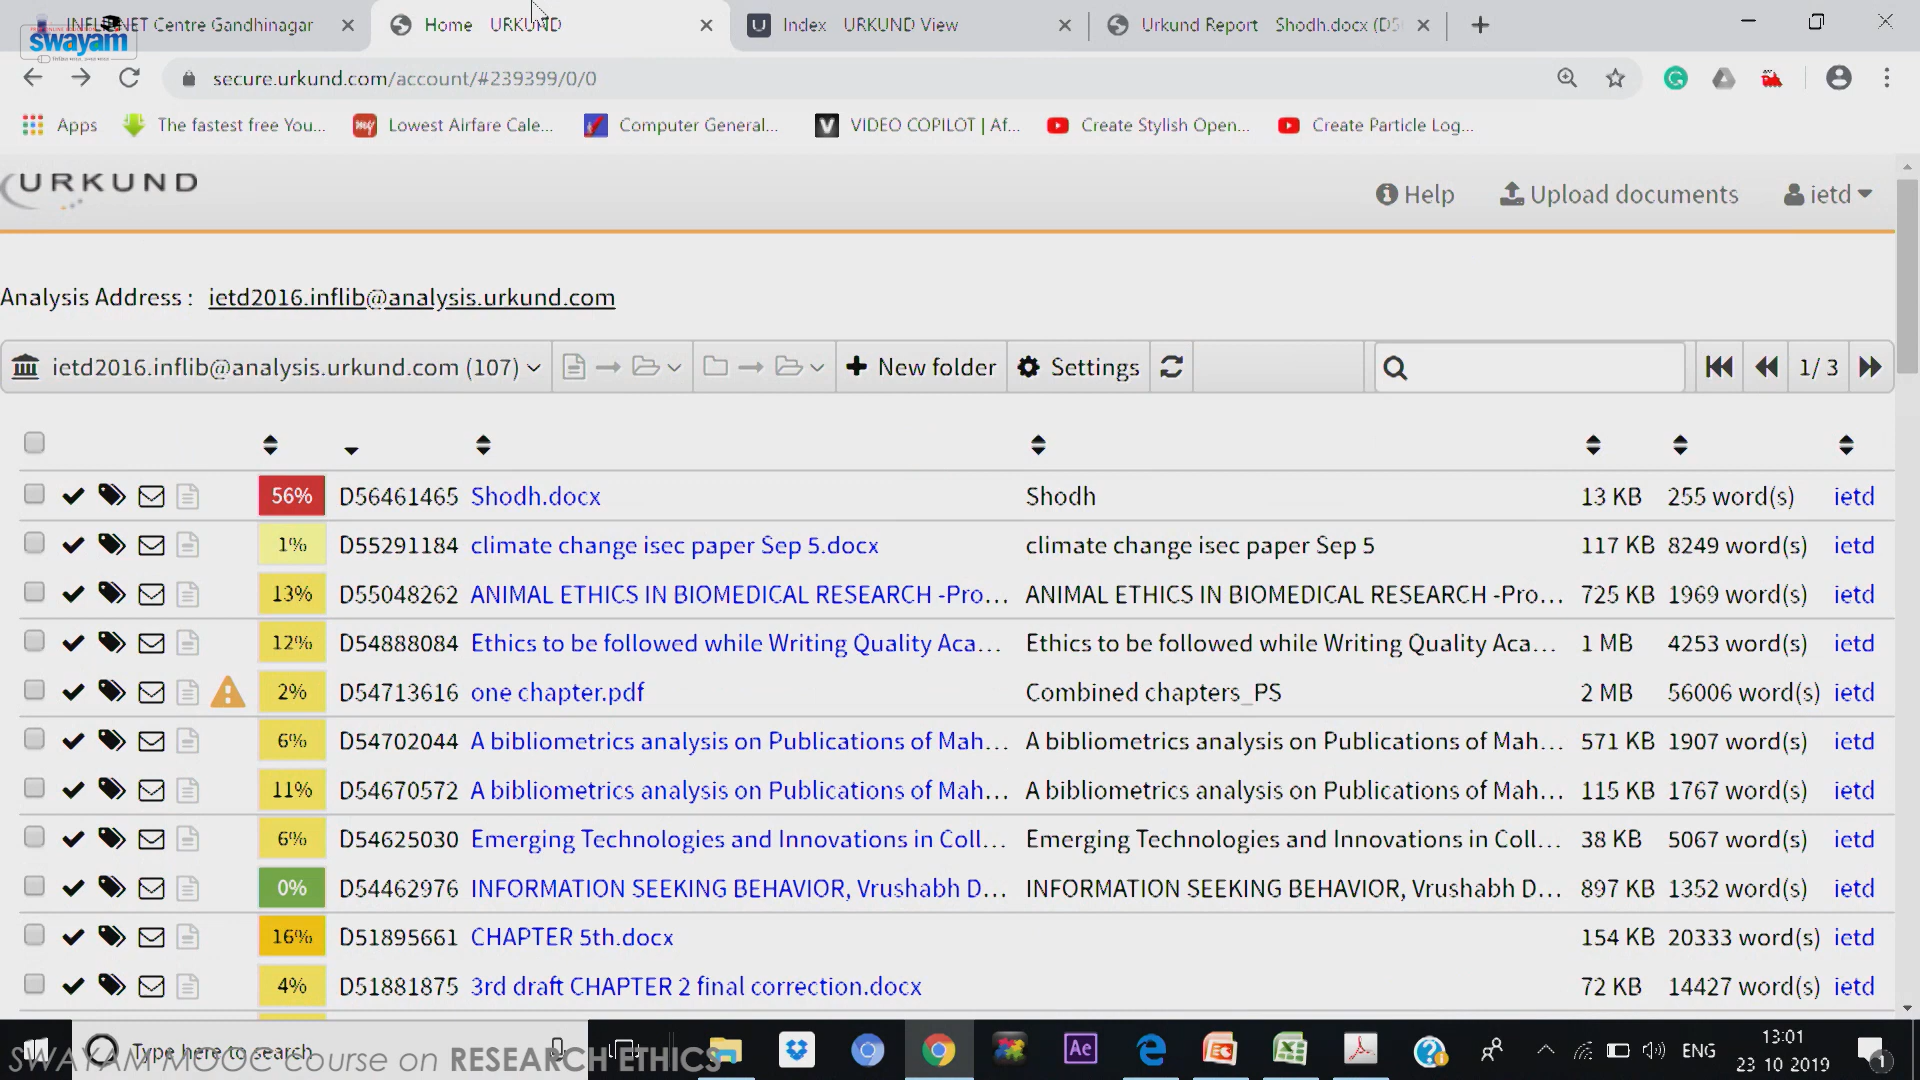 INFLIBNET Centre Gandhinagar
Home URKUND
Index URKUND View
Urkund Report Shodh.docx (D5
swayam
secure.urkund.com/account/#239399/0/0
Apps
The fastest free You...
Lowest Airfare Cale...
Computer General...
VIDEO COPILOT | Af...
Create Stylish Open...
Create Particle Log...
URKUND
Help
Upload documents
ietd
Analysis Address : ietd2016.inflib@analysis.urkund.com
ietd2016.inflib@analysis.urkund.com (107)
New folder
Settings
1/ 3
56% D56461465 Shodh.docx Shodh 13 KB 255 word(s) ietd
1% D55291184 climate change isec paper Sep 5.docx climate change isec paper Sep 5 117 KB 8249 word(s) ietd
13% D55048262 ANIMAL ETHICS IN BIOMEDICAL RESEARCH -Pro... ANIMAL ETHICS IN BIOMEDICAL RESEARCH -Pro... 725 KB 1969 word(s) ietd
12% D54888084 Ethics to be followed while Writing Quality Aca... Ethics to be followed while Writing Quality Aca... 1 MB 4253 word(s) ietd
2% D54713616 one chapter.pdf Combined chapters_PS 2 MB 56006 word(s) ietd
6% D54702044 A bibliometrics analysis on Publications of Mah... A bibliometrics analysis on Publications of Mah... 571 KB 1907 word(s) ietd
11% D54670572 A bibliometrics analysis on Publications of Mah... A bibliometrics analysis on Publications of Mah... 115 KB 1767 word(s) ietd
6% D54625030 Emerging Technologies and Innovations in Coll... Emerging Technologies and Innovations in Coll... 38 KB 5067 word(s) ietd
0% D54462976 INFORMATION SEEKING BEHAVIOR, Vrushabh D... INFORMATION SEEKING BEHAVIOR, Vrushabh D... 897 KB 1352 word(s) ietd
16% D51895661 CHAPTER 5th.docx 154 KB 20333 word(s) ietd
4% D51881875 3rd draft CHAPTER 2 final correction.docx 72 KB 14427 word(s) ietd
Type here to search
SWAYAM MOOC course on RESEARCH ETHICS
Ae
ENG
13:01
23 10 2019
1